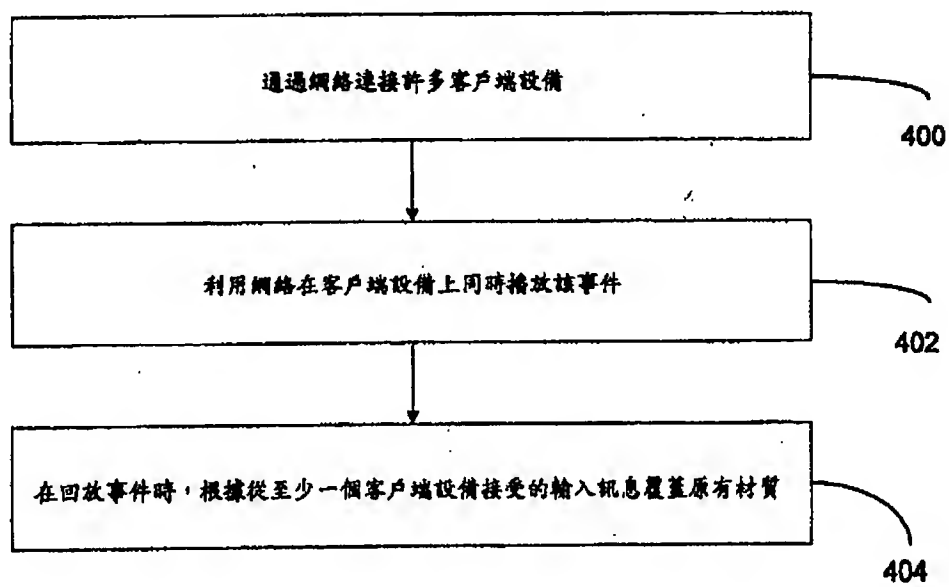 通過網絡連接許多客戶端設備
400
利用網絡在客戶端設備上同時播放該事件
402
在回放事件時，根據從至少一個客戶端設備接受的輸入訊息覆蓋原有材質
404